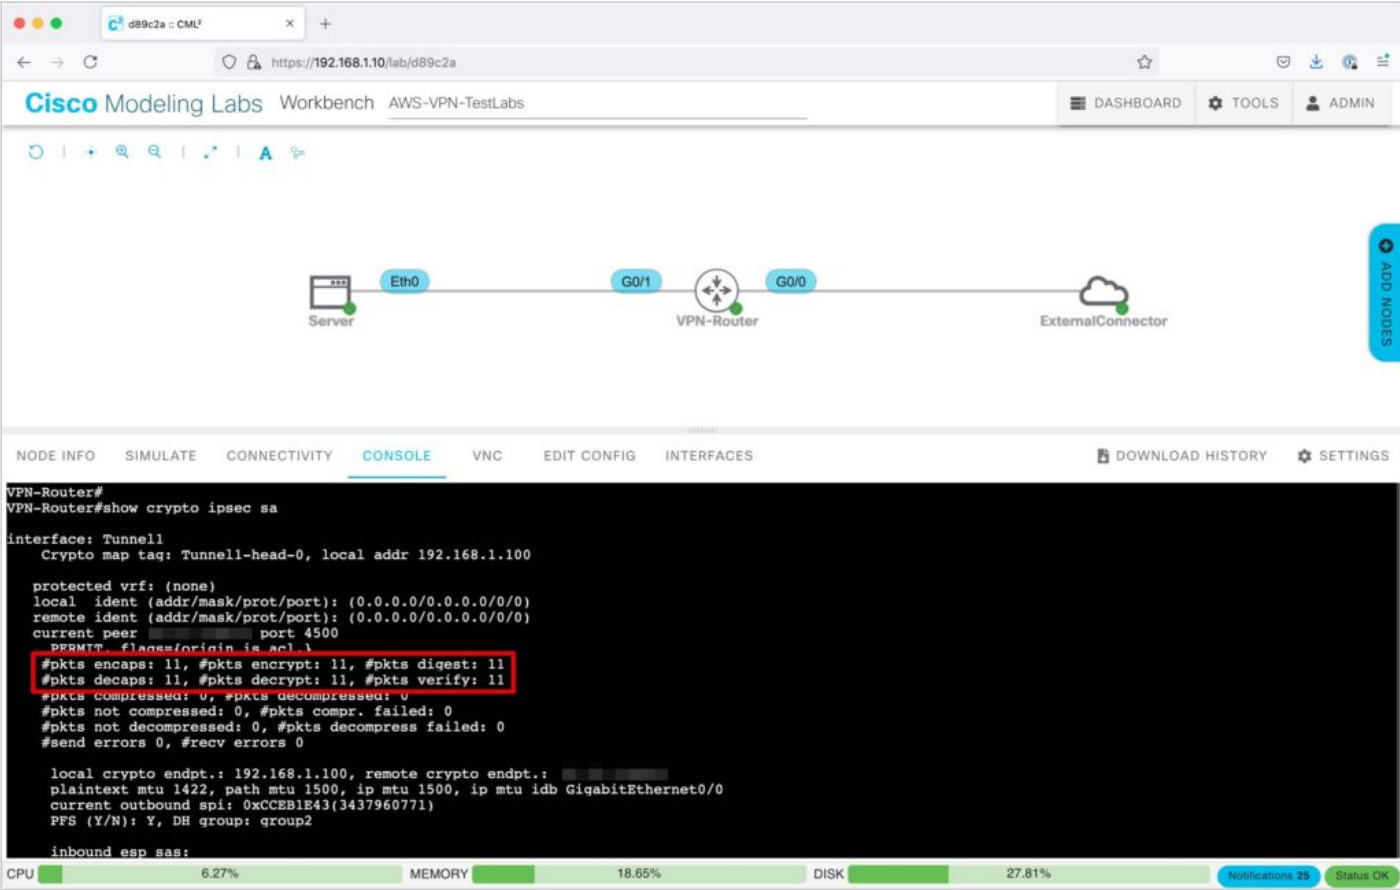 d89c2a :: CML²
https://192.168.1.10/lab/d89c2a
Cisco Modeling Labs Workbench AWS-VPN-TestLabs DASHBOARD TOOLS ADMIN
A
ADD NODES
Eth0 G0/1 G0/0
Server VPN-Router ExternalConnector
NODE INFO SIMULATE CONNECTIVITY CONSOLE VNC EDIT CONFIG INTERFACES DOWNLOAD HISTORY SETTINGS
VPN-Router#
VPN-Router#show crypto ipsec sa
interface: Tunnel1
Crypto map tag: Tunnel1-head-0, local addr 192.168.1.100
protected vrf: (none)
local ident (addr/mask/prot/port): (0.0.0.0/0.0.0.0/0/0)
remote ident (addr/mask/prot/port): (0.0.0.0/0.0.0.0/0/0)
current peer port 4500
PERMIT, flags={origin_is_acl,}
#pkts encaps: 11, #pkts encrypt: 11, #pkts digest: 11
#pkts decaps: 11, #pkts decrypt: 11, #pkts verify: 11
#pkts compressed: 0, #pkts decompressed: 0
#pkts not compressed: 0, #pkts compr. failed: 0
#pkts not decompressed: 0, #pkts decompress failed: 0
#send errors 0, #recv errors 0
local crypto endpt.: 192.168.1.100, remote crypto endpt.:
plaintext mtu 1422, path mtu 1500, ip mtu 1500, ip mtu idb GigabitEthernet0/0
current outbound spi: 0xCCEB1E43(3437960771)
PFS (Y/N): Y, DH group: group2
inbound esp sas:
CPU 6.27% MEMORY 18.65% DISK 27.81% Notifications 25 Status OK